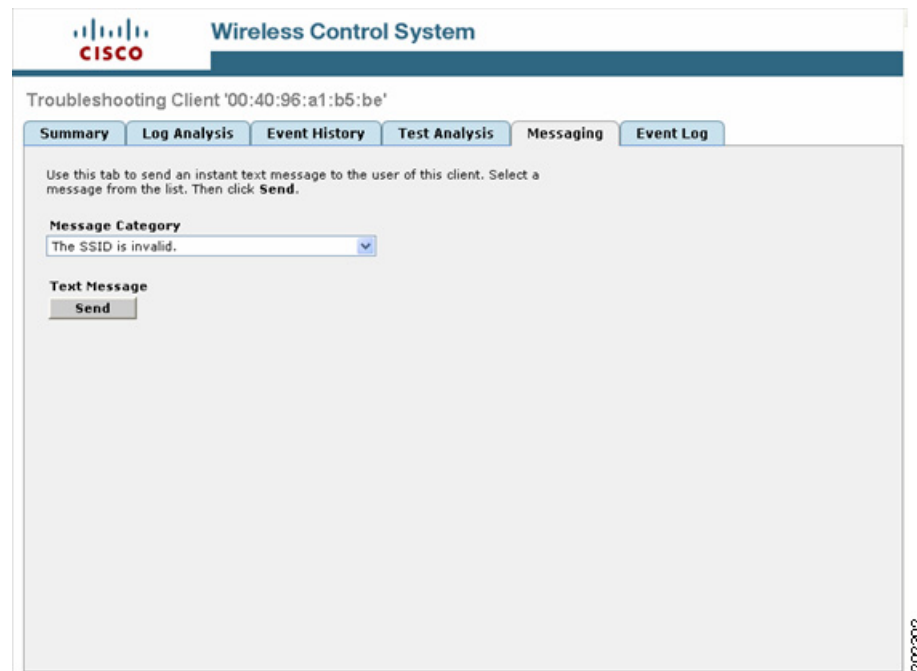 CISCO
Wireless Control System
Troubleshooting Client '00:40:96:a1:b5:be'
Summary Log Analysis Event History Test Analysis Messaging Event Log
Use this tab to send an instant text message to the user of this client. Select a
message from the list. Then click Send.
Message Category
The SSID is invalid.
Text Message
Send